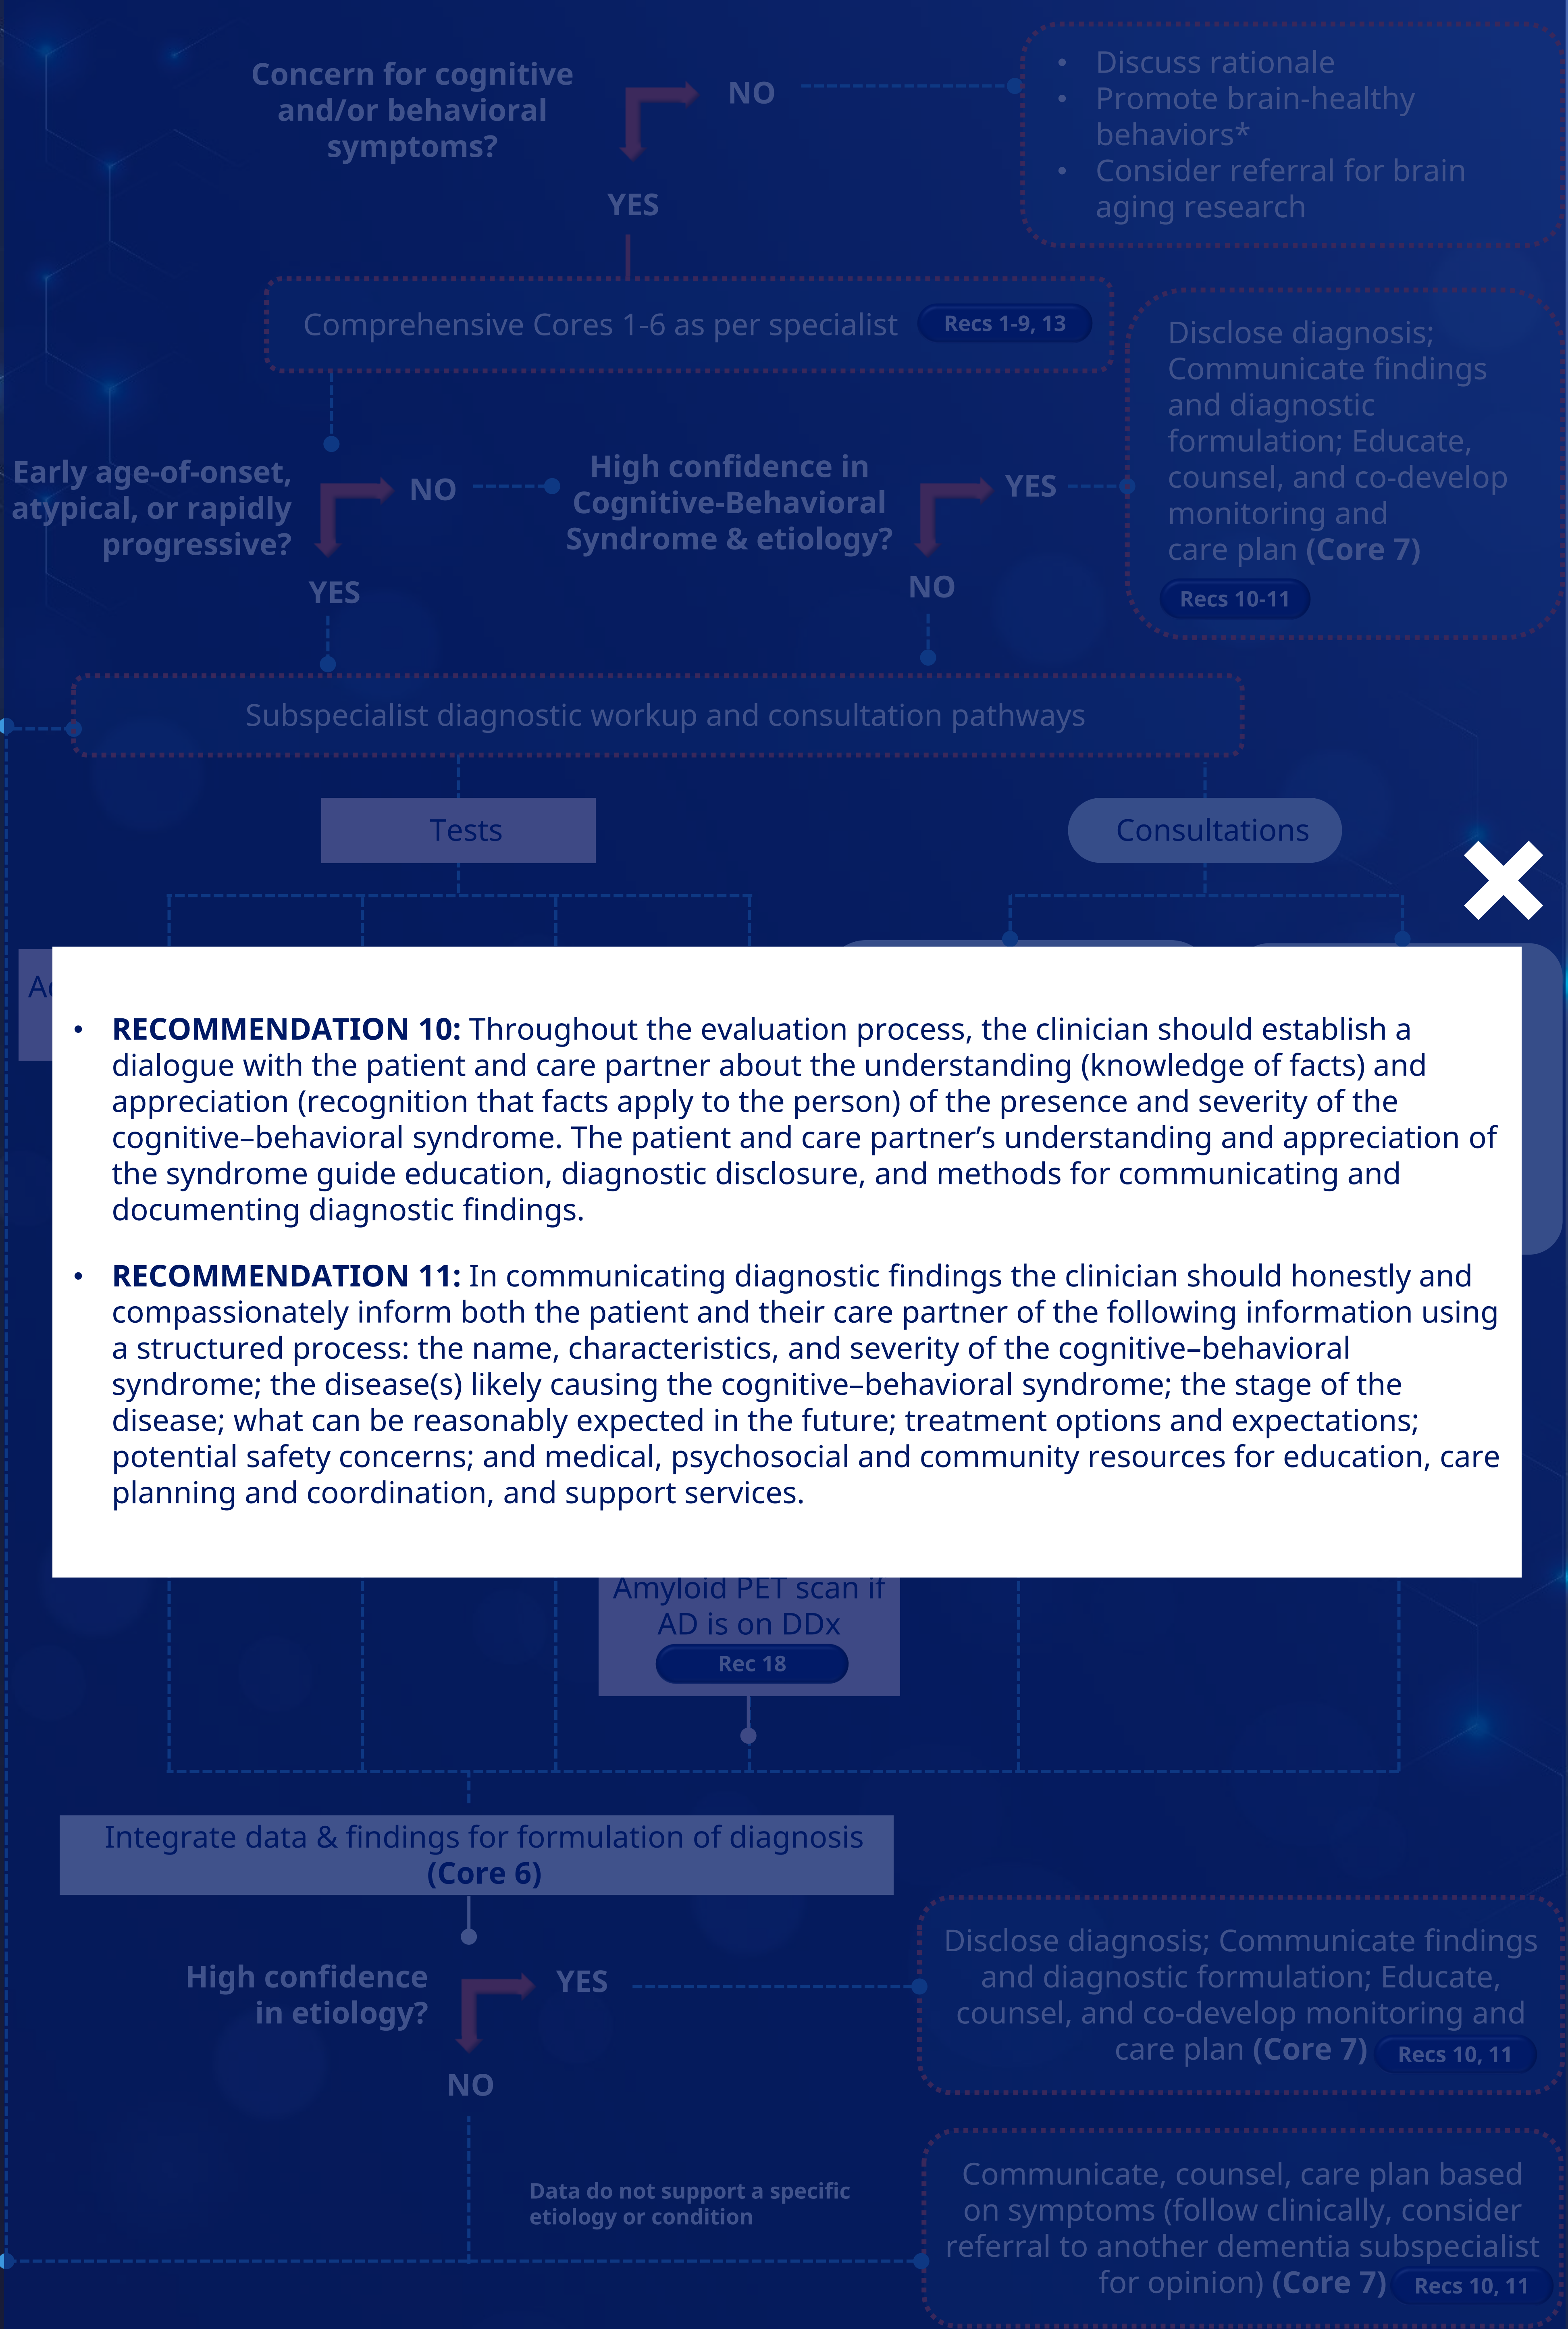 Concern for cognitive
and/or behavioral
symptoms?
NO
YES
• Discuss rationale
• Promote brain-healthy
behaviors*
• Consider referral for brain
aging research
Comprehensive Cores 1-6 as per specialist
Recs 1-9, 13
Disclose diagnosis;
Communicate findings
and diagnostic
formulation; Educate,
counsel, and co-develop
monitoring and
care plan (Core 7)
Recs 10-11
Early age-of-onset,
atypical, or rapidly
progressive?
NO
YES
High confidence in
Cognitive-Behavioral
Syndrome & etiology?
YES
NO
Subspecialist diagnostic workup and consultation pathways
Tests
Consultations
• RECOMMENDATION 10: Throughout the evaluation process, the clinician should establish a
dialogue with the patient and care partner about the understanding (knowledge of facts) and
appreciation (recognition that facts apply to the person) of the presence and severity of the
cognitive–behavioral syndrome. The patient and care partner’s understanding and appreciation of
the syndrome guide education, diagnostic disclosure, and methods for communicating and
documenting diagnostic findings.
• RECOMMENDATION 11: In communicating diagnostic findings the clinician should honestly and
compassionately inform both the patient and their care partner of the following information using
a structured process: the name, characteristics, and severity of the cognitive–behavioral
syndrome; the disease(s) likely causing the cognitive–behavioral syndrome; the stage of the
disease; what can be reasonably expected in the future; treatment options and expectations;
potential safety concerns; and medical, psychosocial and community resources for education, care
planning and coordination, and support services.
Amyloid PET scan if
AD is on DDx
Rec 18
Integrate data & findings for formulation of diagnosis
(Core 6)
High confidence
in etiology?
YES
NO
Disclose diagnosis; Communicate findings
and diagnostic formulation; Educate,
counsel, and co-develop monitoring and
care plan (Core 7)
Recs 10, 11
Data do not support a specific
etiology or condition
Communicate, counsel, care plan based
on symptoms (follow clinically, consider
referral to another dementia subspecialist
for opinion) (Core 7)
Recs 10, 11